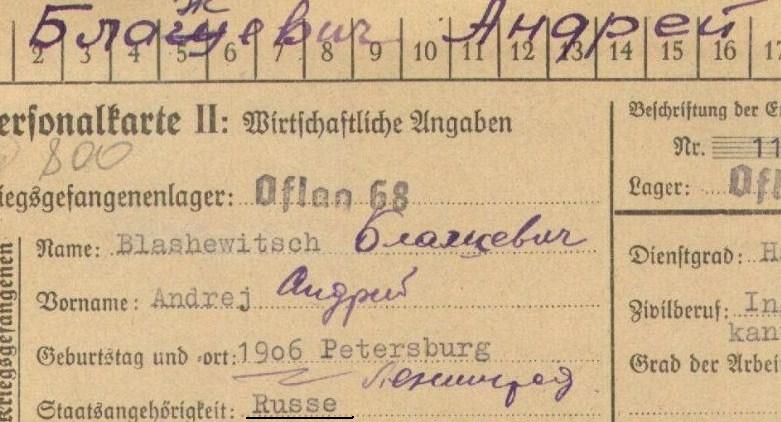 Блажевич Андрей
2 3 4 5 6 7 8 9 10 11 12 13 14 15 16 17
ersonalkarte II: Wirtschaftliche Angaben
Beschriftung der E
800
Nr. 11
iegsgefangenenlager: Oflag 68
Lager: Ofl
Name: Blashewitsch Блажевич
Dienstgrad: H
Vorname: Andrej Андрей
Zivilberuf: In
kan
Geburtstag und -ort: 1906 Petersburg
Grad der Arbei
Ленинград
Staatsangehörigkeit: Russe
Kriegsgefangenen